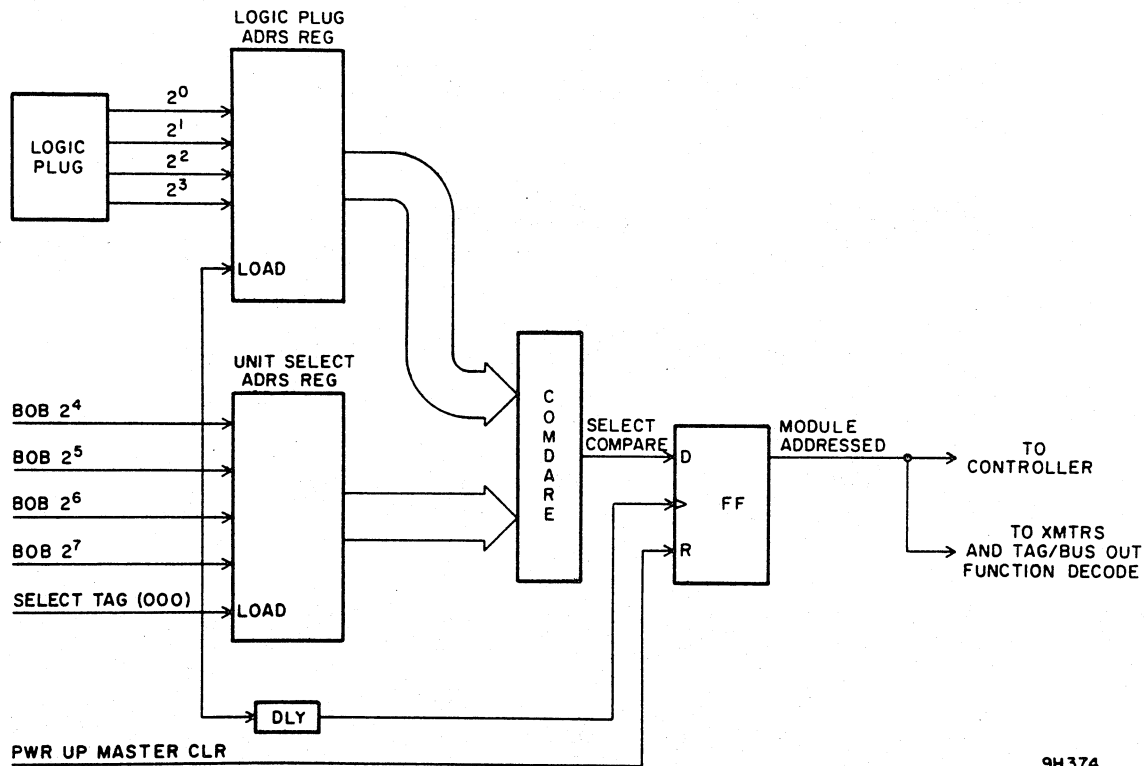 LOGIC PLUG
ADRS REG
LOGIC
PLUG
2⁰
2¹
2²
2³
LOAD
UNIT SELECT
ADRS REG
BOB 2⁴
BOB 2⁵
BOB 2⁶
BOB 2⁷
SELECT TAG (000)
LOAD
COMDARE
SELECT
COMPARE
D
FF
R
MODULE
ADDRESSED
TO
CONTROLLER
TO XMTRS
AND TAG/BUS OUT
FUNCTION DECODE
DLY
PWR UP MASTER CLR
9H374